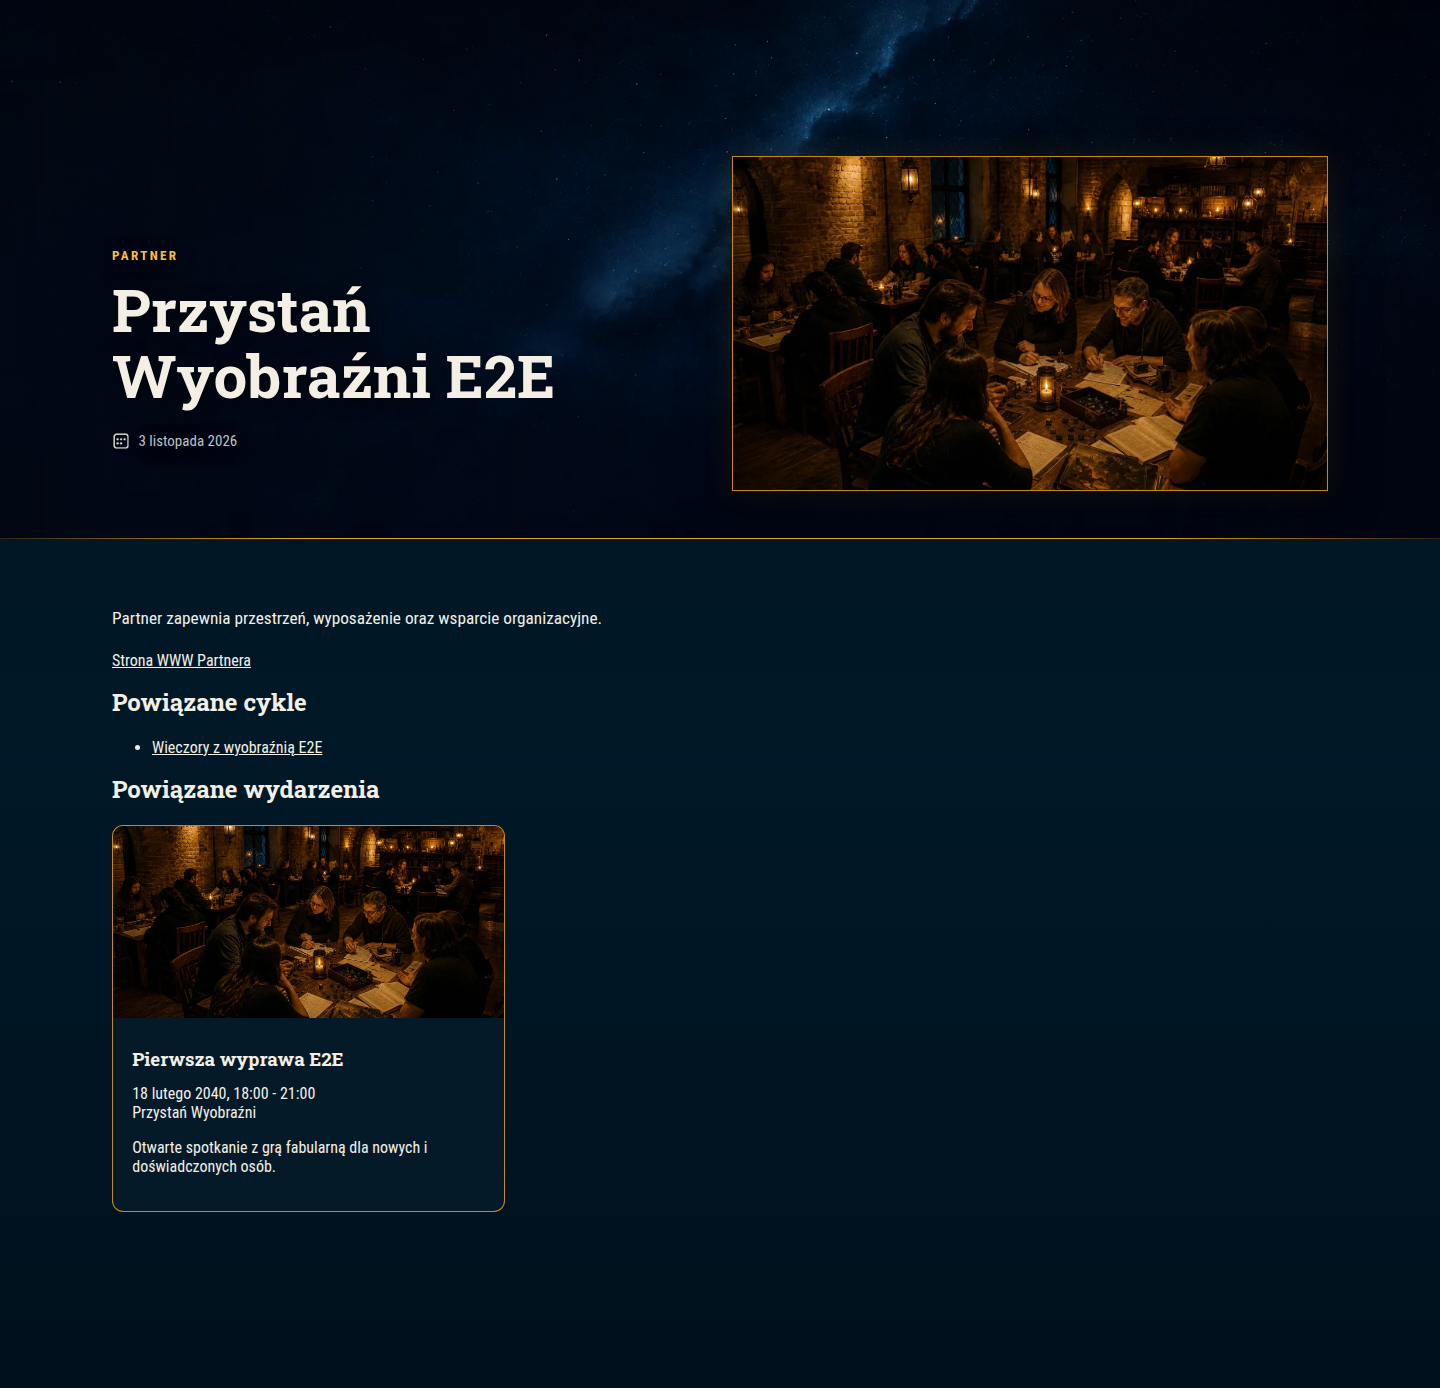 PARTNER
Przystań
Wyobraźni E2E
3 listopada 2026
Partner zapewnia przestrzeń, wyposażenie oraz wsparcie organizacyjne.
Strona WWW Partnera
Powiązane cykle
Wieczory z wyobraźnią E2E
Powiązane wydarzenia
Pierwsza wyprawa E2E
18 lutego 2040, 18:00 - 21:00
Przystań Wyobraźni
Otwarte spotkanie z grą fabularną dla nowych i
doświadczonych osób.